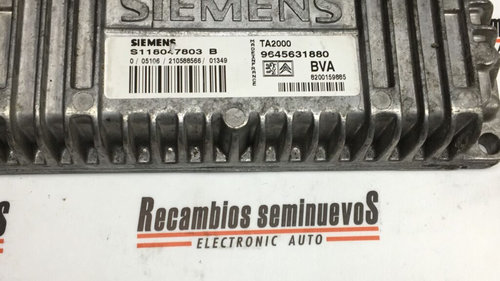 SIEMENS
SIEMENS
S118047803 B
0 / 05106 / 210588566 / 01349
TA2000
9645631880
BVA
8200159885
Recambios seminuevos
ELECTRONIC AUTO